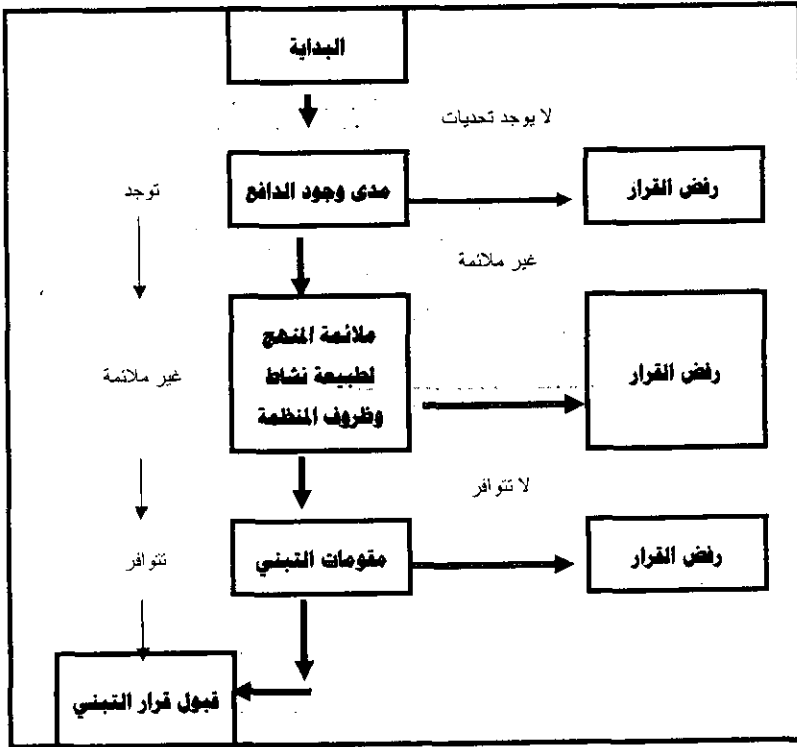 البداية
لا يوجد تحديات
توجد
مدى وجود الدافع
رفض القرار
غير ملائمة
ملائمة المنهج
لطبيعة نشاط
وظروف المنظمة
غير ملائمة
رفض القرار
لا تتوافر
تتوافر
مقومات التبني
رفض القرار
قبول قرار التبني